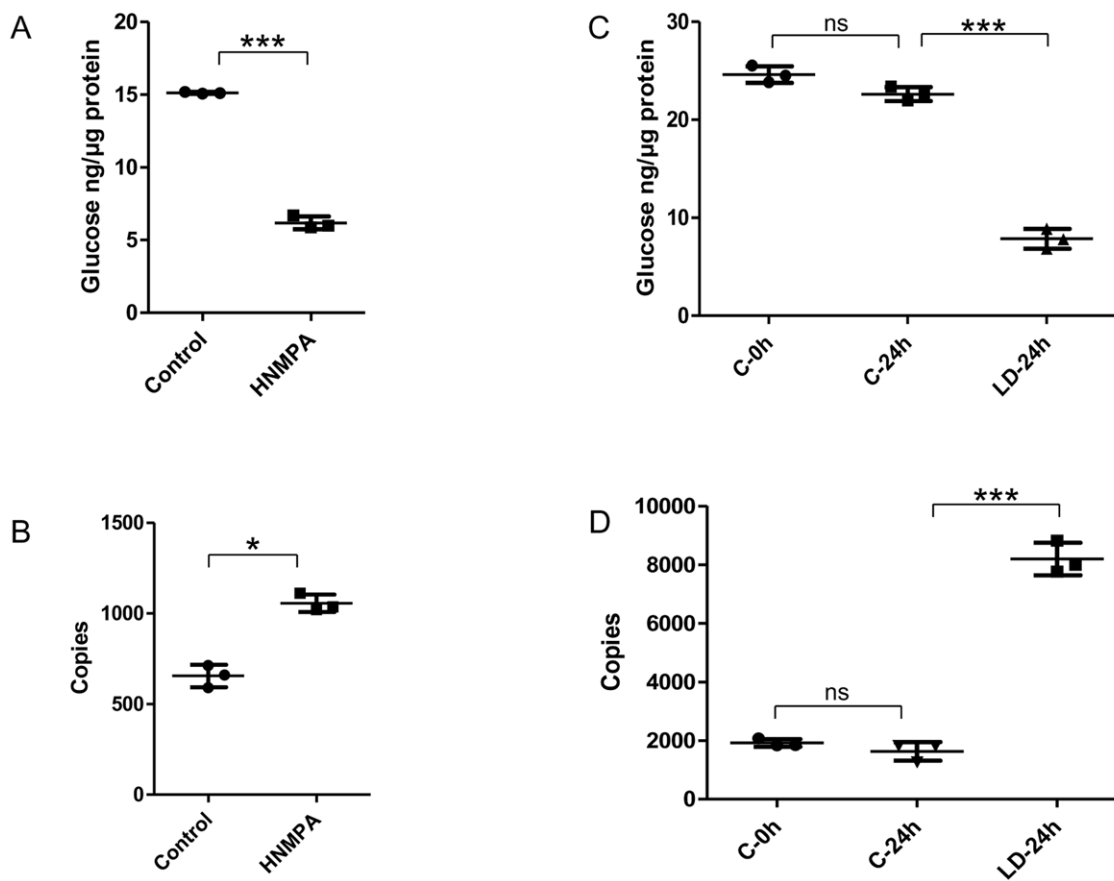 A
Glucose ng/µg protein
15
20
10
5
0
***
Control
HNMPA
C
Glucose ng/µg protein
30
20
10
0
ns
***
C-0h
C-24h
LD-24h
B
Copies
1500
1000
500
0
*
Control
HNMPA
D
Copies
10000
8000
6000
4000
2000
0
ns
***
C-0h
C-24h
LD-24h